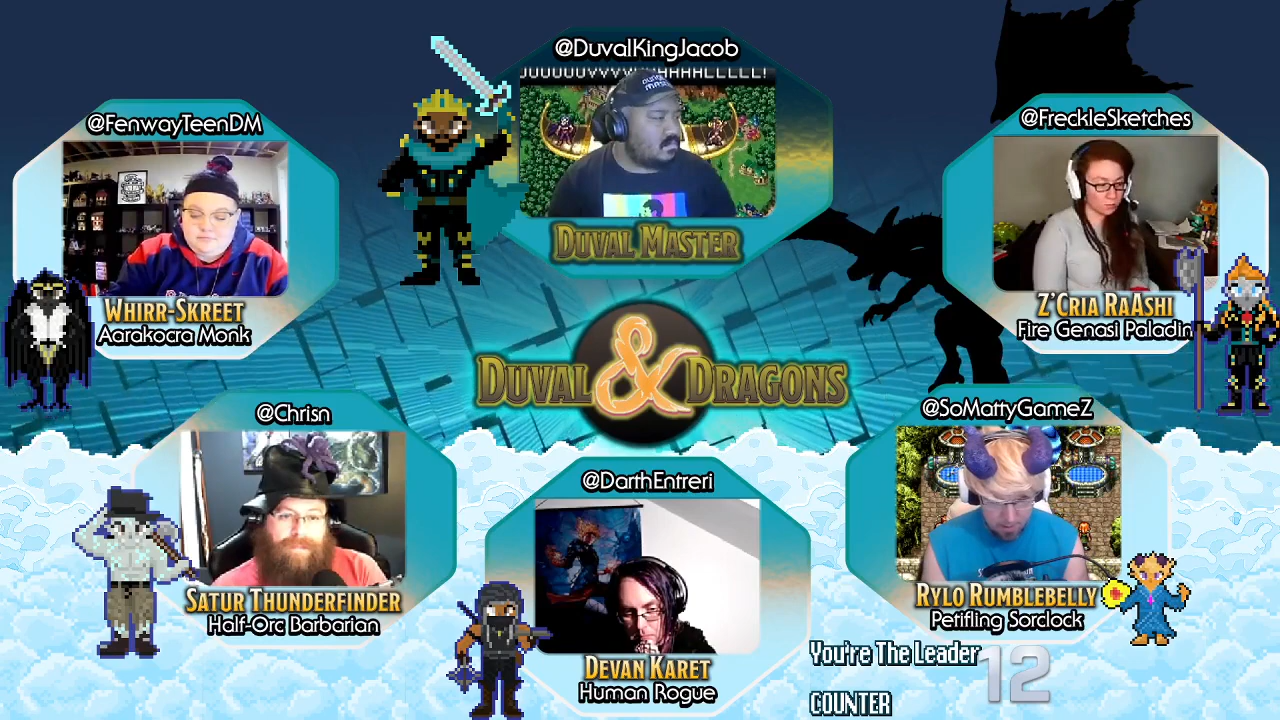 @DuvalKingJacob
DUVAL MASTER
@FenwayTeenDM
WHIRR-SKREET
Aarakocra Monk
@FreckleSketches
Z'CRIA RAASHI
Fire Genasi Paladin
DUVAL & DRAGONS
@Chrisn
SATUR THUNDERFINDER
Half-Orc Barbarian
@DarthEntreri
DEVAN KARET
Human Rogue
@SoMattyGameZ
RYLO RUMBLEBELLY
Petifling Sorclock
You're The Leader 12
COUNTER